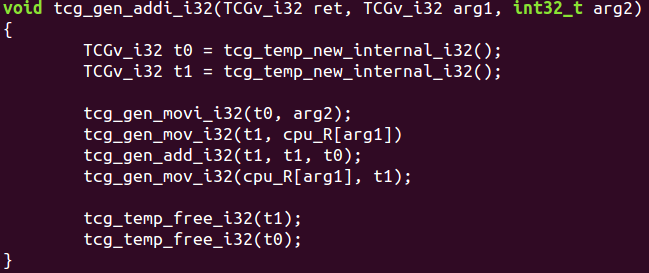 void tcg_gen_addi_i32(TCGv_i32 ret, TCGv_i32 arg1, int32_t arg2)
{
        TCGv_i32 t0 = tcg_temp_new_internal_i32();
        TCGv_i32 t1 = tcg_temp_new_internal_i32();

        tcg_gen_movi_i32(t0, arg2);
        tcg_gen_mov_i32(t1, cpu_R[arg1])
        tcg_gen_add_i32(t1, t1, t0);
        tcg_gen_mov_i32(cpu_R[arg1], t1);

        tcg_temp_free_i32(t1);
        tcg_temp_free_i32(t0);
}